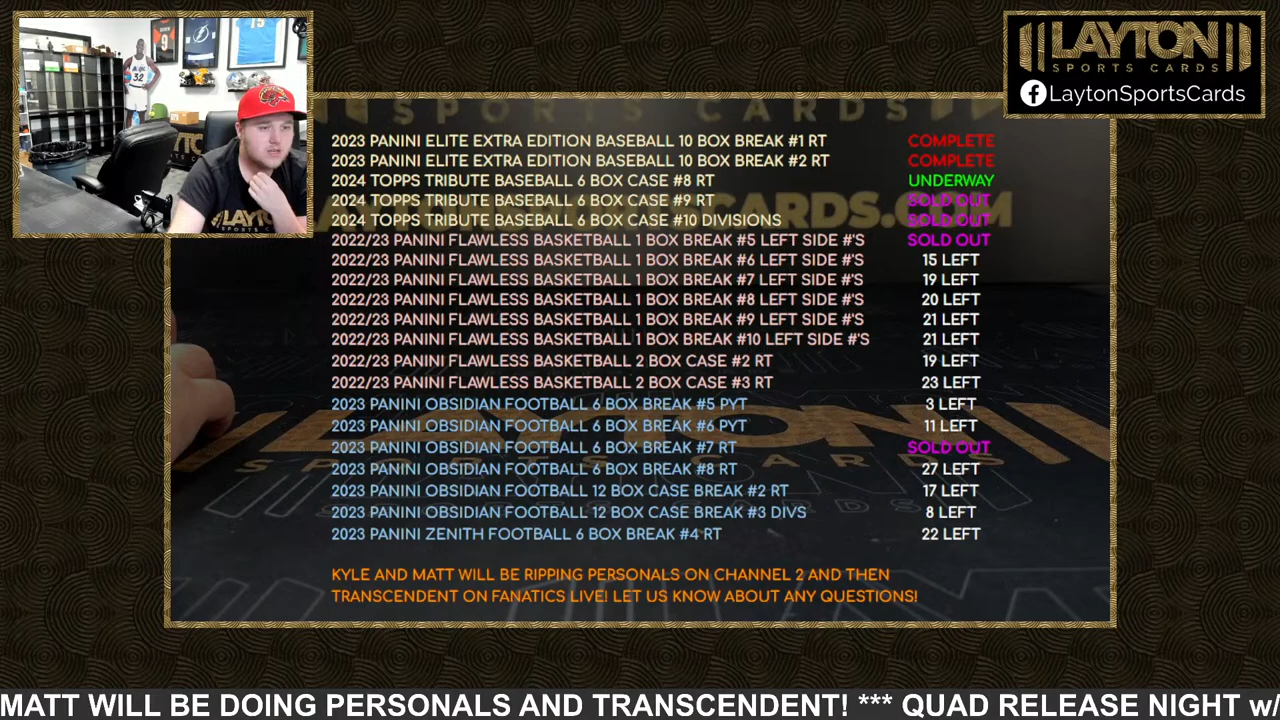 LAYTON
SPORTS CARDS
LaytonSportsCards
SPORTS CARDS
2023 PANINI ELITE EXTRA EDITION BASEBALL 10 BOX BREAK #1 RT COMPLETE
2023 PANINI ELITE EXTRA EDITION BASEBALL 10 BOX BREAK #2 RT COMPLETE
2024 TOPPS TRIBUTE BASEBALL 6 BOX CASE #8 RT UNDERWAY
2024 TOPPS TRIBUTE BASEBALL 6 BOX CASE #9 RT SOLD OUT
2024 TOPPS TRIBUTE BASEBALL 6 BOX CASE #10 DIVISIONS SOLD OUT
2022/23 PANINI FLAWLESS BASKETBALL 1 BOX BREAK #5 LEFT SIDE #'S SOLD OUT
2022/23 PANINI FLAWLESS BASKETBALL 1 BOX BREAK #6 LEFT SIDE #'S 15 LEFT
2022/23 PANINI FLAWLESS BASKETBALL 1 BOX BREAK #7 LEFT SIDE #'S 19 LEFT
2022/23 PANINI FLAWLESS BASKETBALL 1 BOX BREAK #8 LEFT SIDE #'S 20 LEFT
2022/23 PANINI FLAWLESS BASKETBALL 1 BOX BREAK #9 LEFT SIDE #'S 21 LEFT
2022/23 PANINI FLAWLESS BASKETBALL 1 BOX BREAK #10 LEFT SIDE #'S 21 LEFT
2022/23 PANINI FLAWLESS BASKETBALL 2 BOX CASE #2 RT 19 LEFT
2022/23 PANINI FLAWLESS BASKETBALL 2 BOX CASE #3 RT 23 LEFT
2023 PANINI OBSIDIAN FOOTBALL 6 BOX BREAK #5 PYT 3 LEFT
2023 PANINI OBSIDIAN FOOTBALL 6 BOX BREAK #6 PYT 11 LEFT
2023 PANINI OBSIDIAN FOOTBALL 6 BOX BREAK #7 RT SOLD OUT
2023 PANINI OBSIDIAN FOOTBALL 6 BOX BREAK #8 RT 27 LEFT
2023 PANINI OBSIDIAN FOOTBALL 12 BOX CASE BREAK #2 RT 17 LEFT
2023 PANINI OBSIDIAN FOOTBALL 12 BOX CASE BREAK #3 DIVS 8 LEFT
2023 PANINI ZENITH FOOTBALL 6 BOX BREAK #4 RT 22 LEFT
KYLE AND MATT WILL BE RIPPING PERSONALS ON CHANNEL 2 AND THEN
TRANSCENDENT ON FANATICS LIVE! LET US KNOW ABOUT ANY QUESTIONS!
MATT WILL BE DOING PERSONALS AND TRANSCENDENT! *** QUAD RELEASE NIGHT w/